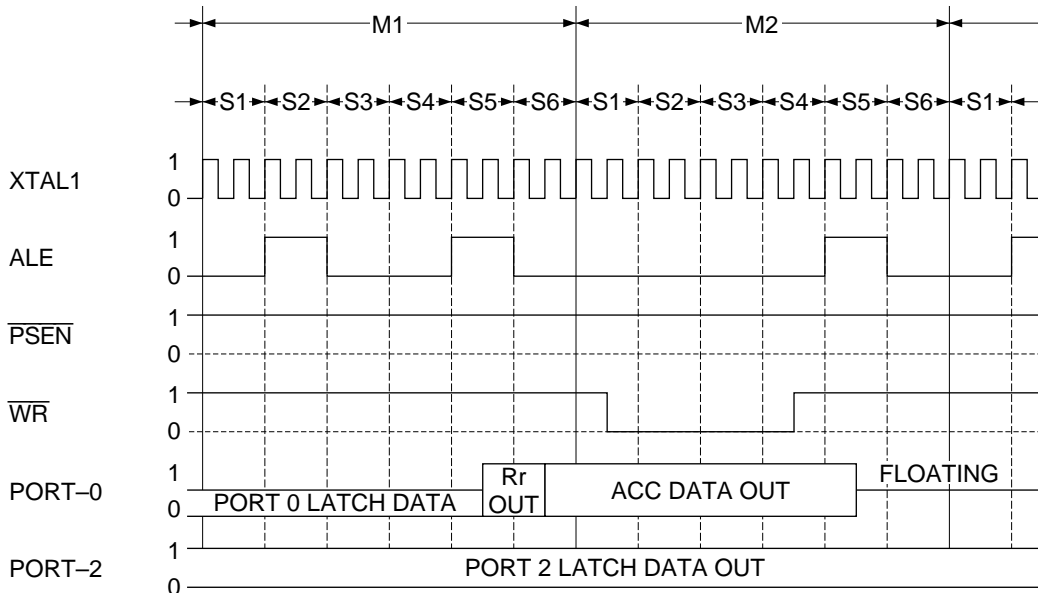 M1 M2
S1 S2 S3 S4 S5 S6 S1 S2 S3 S4 S5 S6 S1
XTAL1 1
0
ALE 1
0
PSEN 1
0
WR 1
0
PORT–0 1
0
PORT 0 LATCH DATA
Rr
OUT
ACC DATA OUT
FLOATING
PORT–2 1
0
PORT 2 LATCH DATA OUT